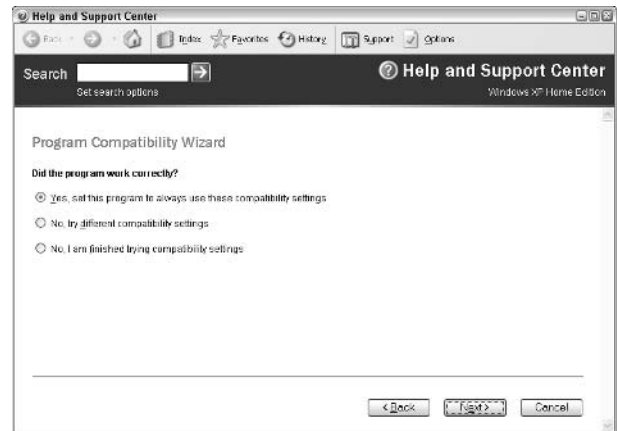 Help and Support Center
Back Index Favorites History Support Options
Search Help and Support Center
Set search options Windows XP Home Edition
Program Compatibility Wizard
Did the program work correctly?
Yes, set this program to always use these compatibility settings
No, try different compatibility settings
No, I am finished trying compatibility settings
< Back Next > Cancel